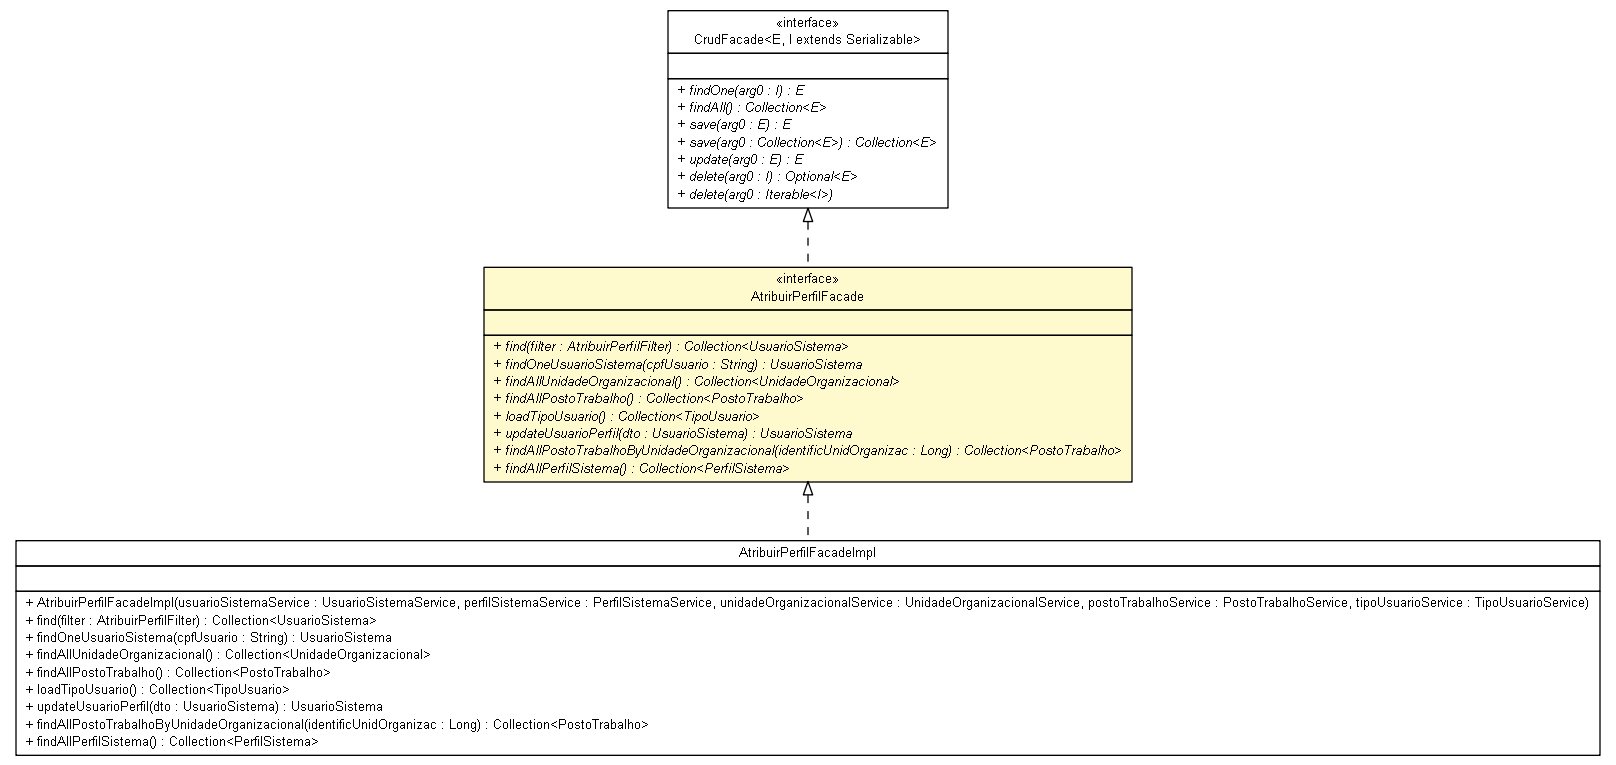 «interface»
CrudFacade<E, I extends Serializable>
+ findOne(arg0 : I) : E
+ findAll() : Collection<E>
+ save(arg0 : E) : E
+ save(arg0 : Collection<E>) : Collection<E>
+ update(arg0 : E) : E
+ delete(arg0 : I) : Optional<E>
+ delete(arg0 : Iterable<I>)
«interface»
AtribuirPerfilFacade
+ find(filter : AtribuirPerfilFilter) : Collection<UsuarioSistema>
+ findOneUsuarioSistema(cpfUsuario : String) : UsuarioSistema
+ findAllUnidadeOrganizacional() : Collection<UnidadeOrganizacional>
+ findAllPostoTrabalho() : Collection<PostoTrabalho>
+ loadTipoUsuario() : Collection<TipoUsuario>
+ updateUsuarioPerfil(dto : UsuarioSistema) : UsuarioSistema
+ findAllPostoTrabalhoByUnidadeOrganizacional(identificUnidOrganizac : Long) : Collection<PostoTrabalho>
+ findAllPerfilSistema() : Collection<PerfilSistema>
AtribuirPerfilFacadeImpl
+ AtribuirPerfilFacadeImpl(usuarioSistemaService : UsuarioSistemaService, perfilSistemaService : PerfilSistemaService, unidadeOrganizacionalService : UnidadeOrganizacionalService, postoTrabalhoService : PostoTrabalhoService, tipoUsuarioService : TipoUsuarioService)
+ find(filter : AtribuirPerfilFilter) : Collection<UsuarioSistema>
+ findOneUsuarioSistema(cpfUsuario : String) : UsuarioSistema
+ findAllUnidadeOrganizacional() : Collection<UnidadeOrganizacional>
+ findAllPostoTrabalho() : Collection<PostoTrabalho>
+ loadTipoUsuario() : Collection<TipoUsuario>
+ updateUsuarioPerfil(dto : UsuarioSistema) : UsuarioSistema
+ findAllPostoTrabalhoByUnidadeOrganizacional(identificUnidOrganizac : Long) : Collection<PostoTrabalho>
+ findAllPerfilSistema() : Collection<PerfilSistema>